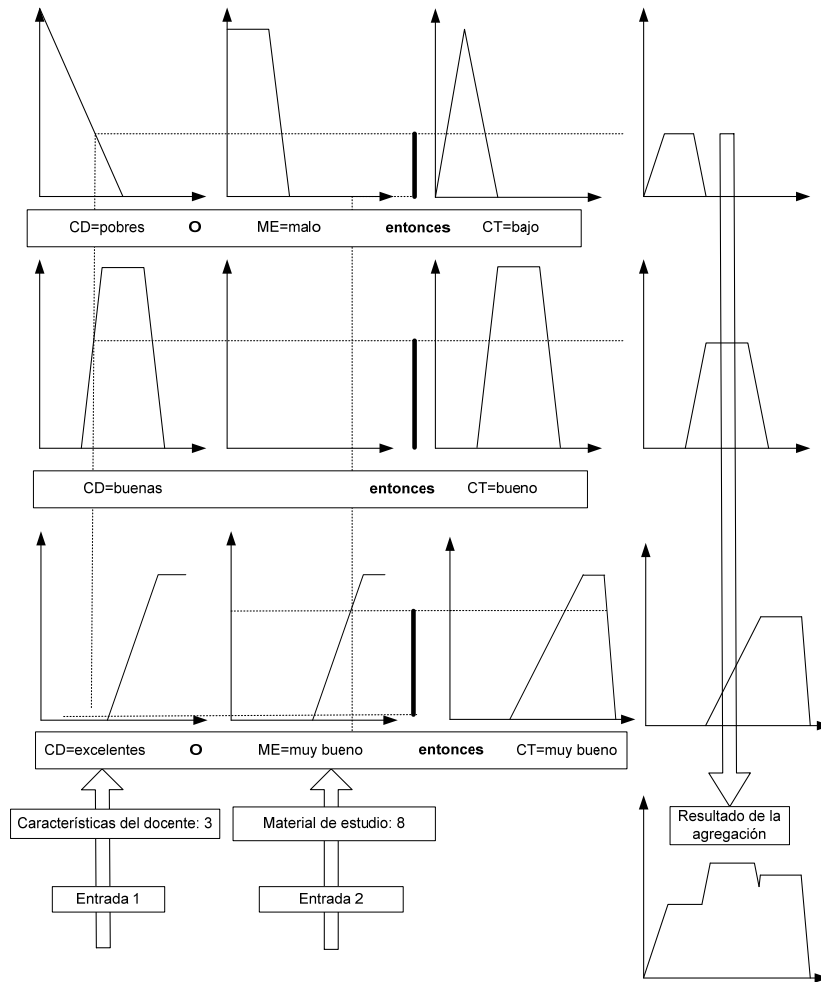 CD=pobres O ME=malo entonces CT=bajo
CD=buenas entonces CT=bueno
CD=excelentes O ME=muy bueno entonces CT=muy bueno
Características del docente: 3
Material de estudio: 8
Resultado de la
agregación
Entrada 1
Entrada 2